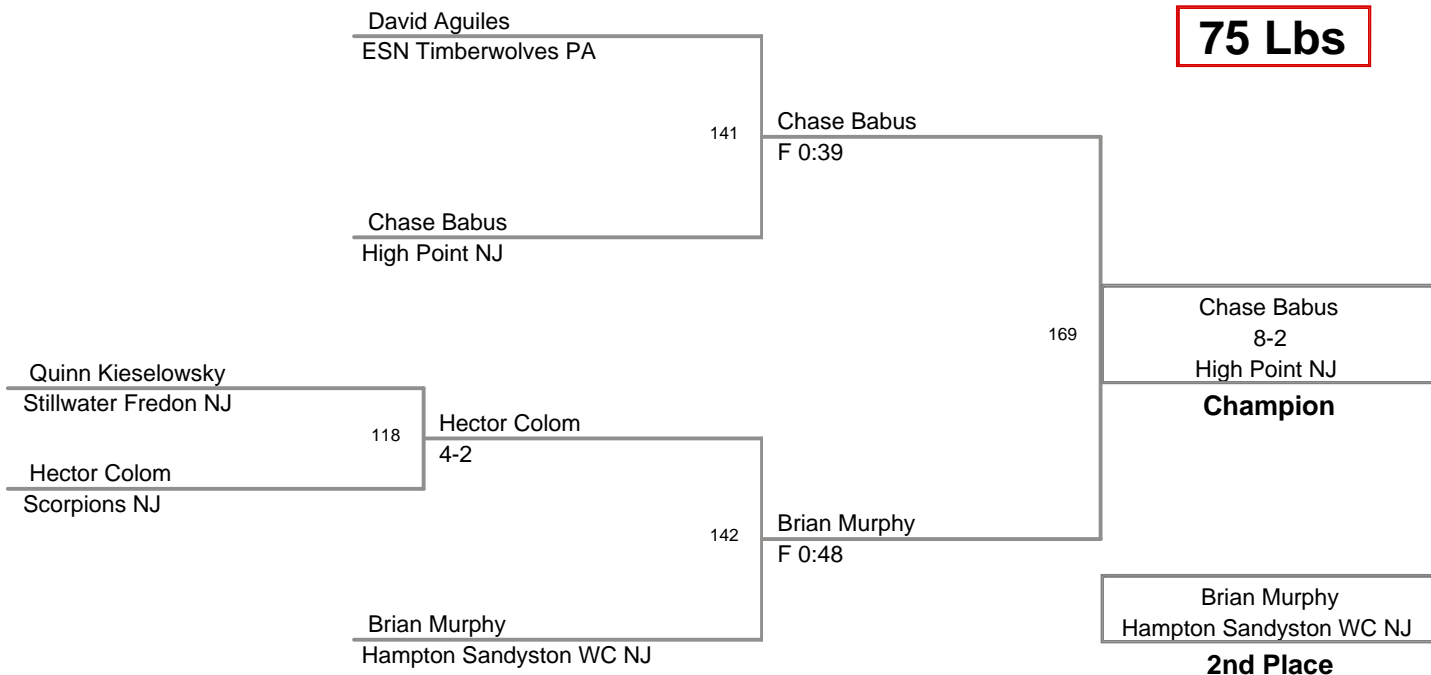 David Aguiles
ESN Timberwolves PA
75 Lbs
141
Chase Babus
F 0:39
Chase Babus
High Point NJ
169
Chase Babus
8-2
High Point NJ
Champion
Quinn Kieselowsky
Stillwater Fredon NJ
118
Hector Colom
4-2
Hector Colom
Scorpions NJ
142
Brian Murphy
F 0:48
Brian Murphy
Hampton Sandyston WC NJ
Brian Murphy
Hampton Sandyston WC NJ
2nd Place